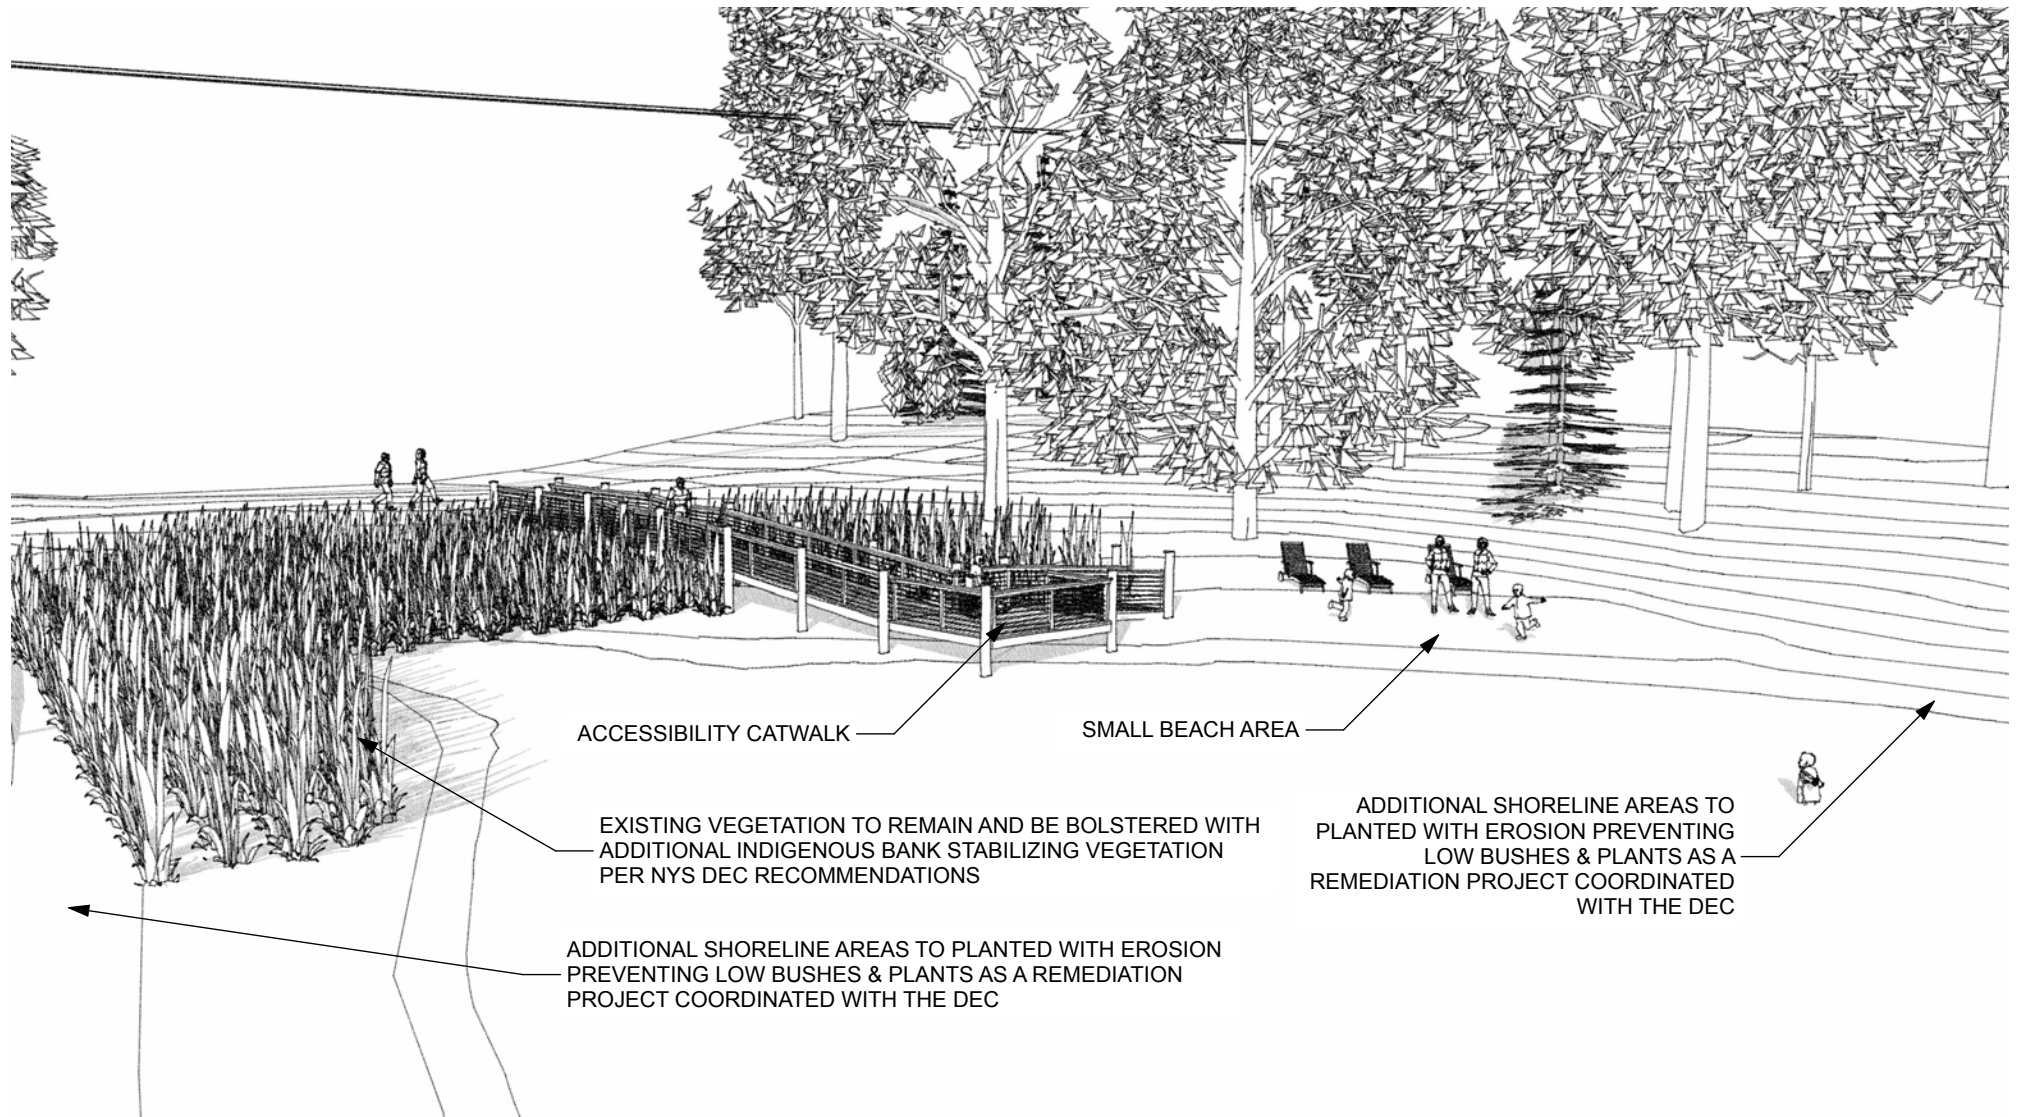 ACCESSIBILITY CATWALK
SMALL BEACH AREA
EXISTING VEGETATION TO REMAIN AND BE BOLSTERED WITH
ADDITIONAL INDIGENOUS BANK STABILIZING VEGETATION
PER NYS DEC RECOMMENDATIONS
ADDITIONAL SHORELINE AREAS TO
PLANTED WITH EROSION PREVENTING
LOW BUSHES & PLANTS AS A
REMEDIATION PROJECT COORDINATED
WITH THE DEC
ADDITIONAL SHORELINE AREAS TO PLANTED WITH EROSION
PREVENTING LOW BUSHES & PLANTS AS A REMEDIATION
PROJECT COORDINATED WITH THE DEC